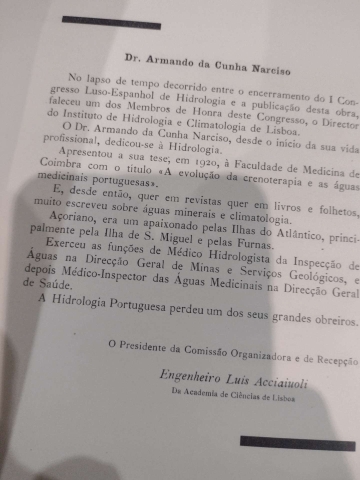 Dr. Armando da Cunha Narciso
No lapso de tempo decorrido entre o encerramento do I Con-
gresso Luso-Espanhol de Hidrologia e a publicação desta obra,
faleceu um dos Membros de Honra deste Congresso, o Director
do Instituto de Hidrologia e Climatologia de Lisboa.
O Dr. Armando da Cunha Narciso, desde o início da sua vida
profissional, dedicou-se à Hidrologia.
Apresentou a sua tese, em 1920, à Faculdade de Medicina de
Coimbra com o titulo «A evolução da crenoterapia e as águas
medicinais portuguesas».
E, desde então, quer em revistas quer em livros e folhetos,
muito escreveu sôbre águas minerais e climatologia.
Açoriano, era um apaixonado pelas Ilhas do Atlântico, princi-
palmente pela Ilha de S. Miguel e pelas Furnas.
Exerceu as funções de Médico Hidrologista da Inspecção de
Águas na Direcção Geral de Minas e Serviços Geológicos, e
depois Médico-Inspector das Águas Medicinais na Direcção Geral
de Saúde.
A Hidrologia Portuguesa perdeu um dos seus grandes obreiros.
O Presidente da Comissão Organizadora e de Recepção
Engenheiro Luis Acciaiuoli
Da Academia de Ciências de Lisboa